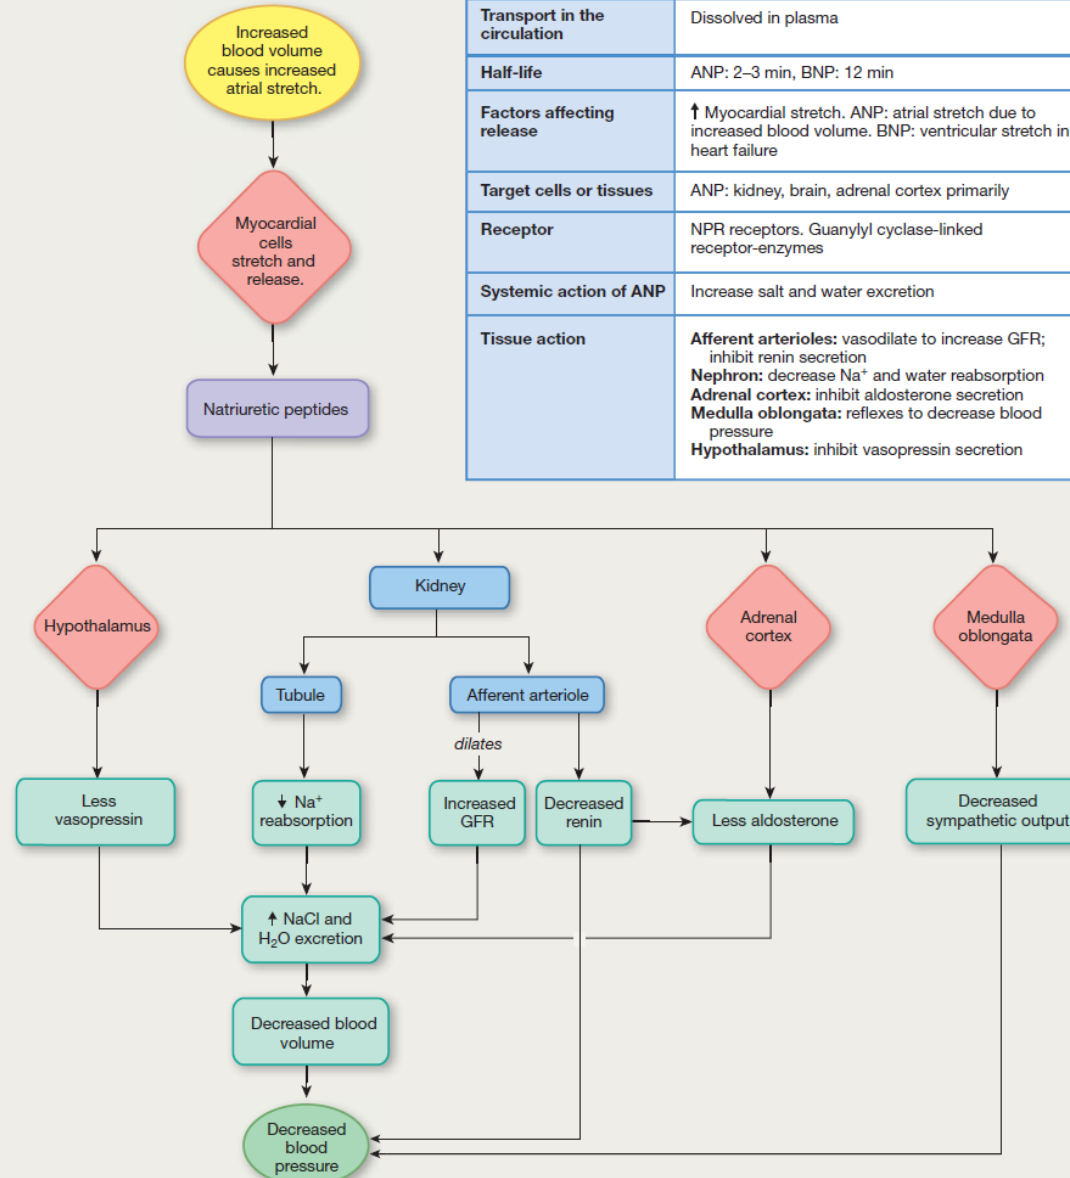 Increased
blood volume
causes increased
atrial stretch.
Myocardial
cells
stretch and
release.
Natriuretic peptides
Transport in the
circulation
Dissolved in plasma
Half-life
ANP: 2–3 min, BNP: 12 min
Factors affecting
release
↑ Myocardial stretch. ANP: atrial stretch due to
increased blood volume. BNP: ventricular stretch in
heart failure
Target cells or tissues
ANP: kidney, brain, adrenal cortex primarily
Receptor
NPR receptors. Guanylyl cyclase-linked
receptor-enzymes
Systemic action of ANP
Increase salt and water excretion
Tissue action
Afferent arterioles: vasodilate to increase GFR;
inhibit renin secretion
Nephron: decrease Na⁺ and water reabsorption
Adrenal cortex: inhibit aldosterone secretion
Medulla oblongata: reflexes to decrease blood
pressure
Hypothalamus: inhibit vasopressin secretion
Hypothalamus
Kidney
Adrenal
cortex
Medulla
oblongata
Tubule
Afferent arteriole
dilates
Less
vasopressin
↓ Na⁺
reabsorption
Increased
GFR
Decreased
renin
Less aldosterone
Decreased
sympathetic output
↑ NaCl and
H₂O excretion
Decreased blood
volume
Decreased
blood
pressure